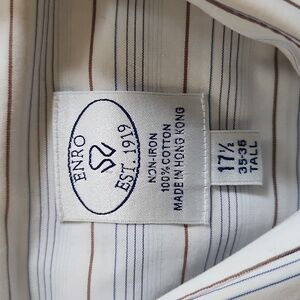 ENRO
EST. 1919
NON-IRON
100% COTTON
MADE IN HONG KONG
17½
35-36
TALL